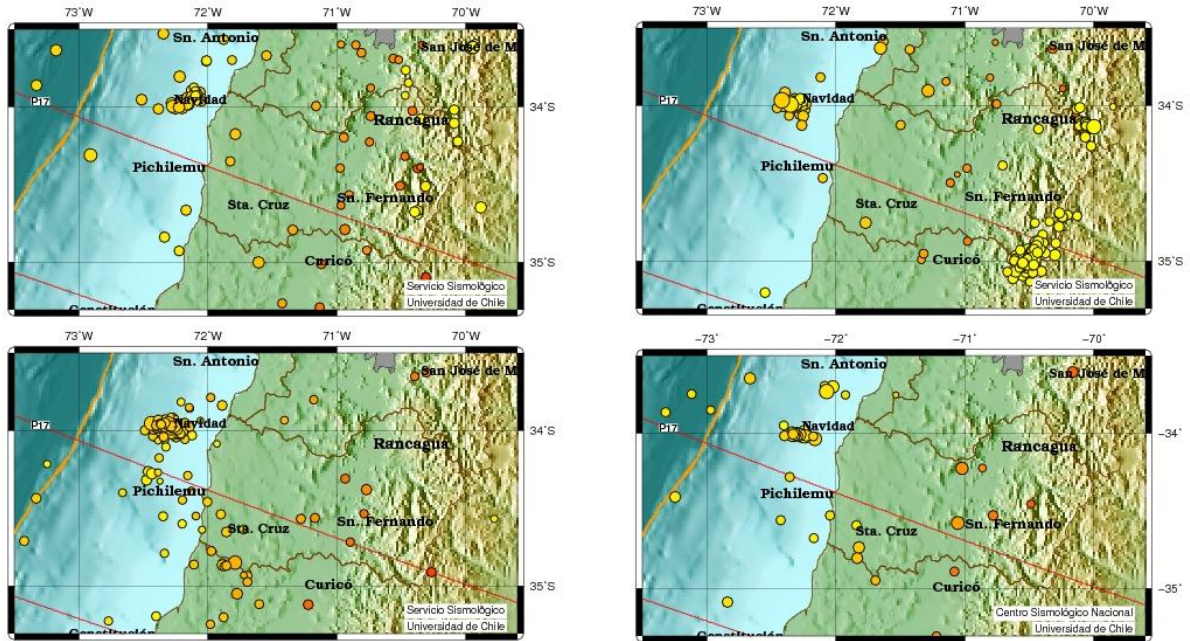 73°W 72°W 71°W 70°W
Sn. Antonio
San José de M
P17
Navidad
34°S
Rancagua
Pichilemu
Sta. Cruz
Sn. Fernando
Curicó
35°S
Servicio Sismológico
Universidad de Chile
Constitución
73°W 72°W 71°W 70°W
Sn. Antonio
San José de M
P17
Navidad
34°S
Rancagua
Pichilemu
Sta. Cruz
Sn. Fernando
Curicó
35°S
Servicio Sismológico
Universidad de Chile
Constitución
73°W 72°W 71°W 70°W
Sn. Antonio
San José de M
P17
Navidad
34°S
Rancagua
Pichilemu
Sta. Cruz
Sn. Fernando
Curicó
35°S
Servicio Sismológico
Universidad de Chile
−73° −72° −71° −70°
Sn. Antonio
San José de M
P17
Navidad
−34°
Rancagua
Pichilemu
Sta. Cruz
Sn. Fernando
Curicó
−35°
Centro Sismológico Nacional
Universidad de Chile